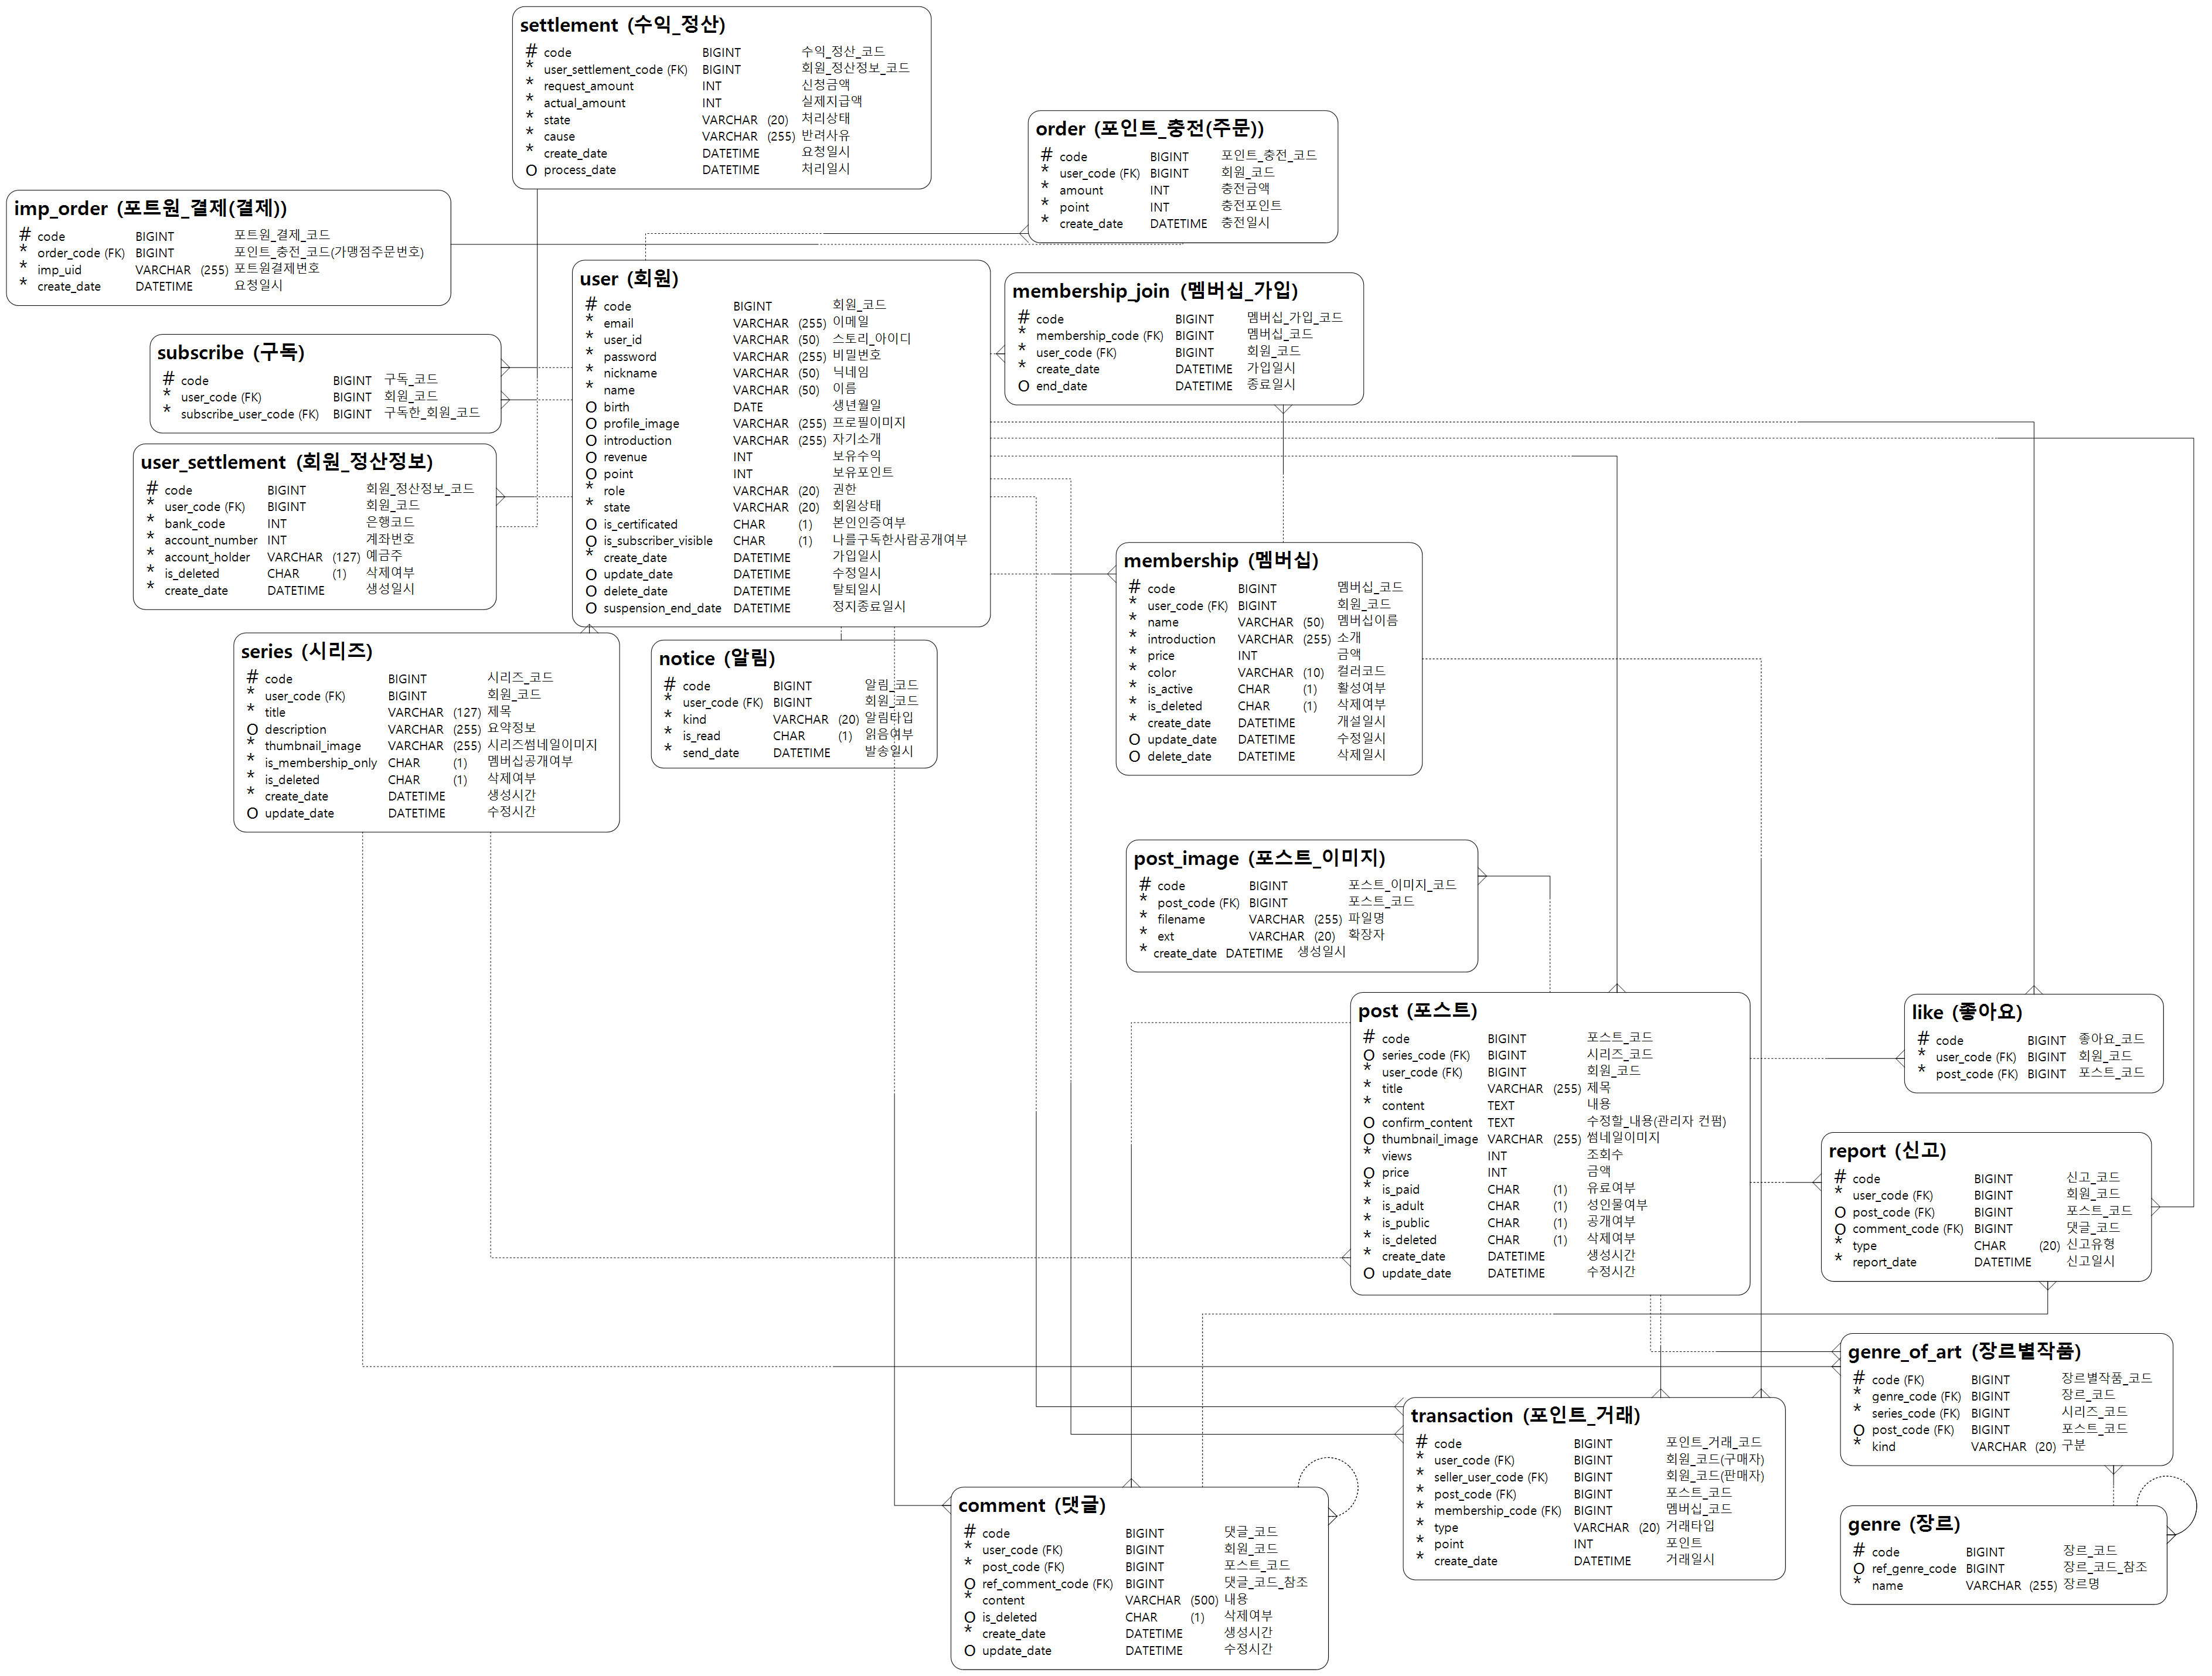 settlement (수익_정산)
# code BIGINT 수익_정산_코드
* user_settlement_code (FK) BIGINT 회원_정산정보_코드
* request_amount INT 신청금액
* actual_amount INT 실제지급액
* state VARCHAR (20) 처리상태
* cause VARCHAR (255) 반려사유
* create_date DATETIME 요청일시
O process_date DATETIME 처리일시
order (포인트_충전(주문))
# code BIGINT 포인트_충전_코드
* user_code (FK) BIGINT 회원_코드
* amount INT 충전금액
* point INT 충전포인트
* create_date DATETIME 충전일시
imp_order (포트원_결제(결제))
# code BIGINT 포트원_결제_코드
* order_code (FK) BIGINT 포인트_충전_코드(가맹점주문번호)
* imp_uid VARCHAR (255) 포트원결제번호
* create_date DATETIME 요청일시
user (회원)
# code BIGINT 회원_코드
* email VARCHAR (255) 이메일
* user_id VARCHAR (50) 스토리_아이디
* password VARCHAR (255) 비밀번호
* nickname VARCHAR (50) 닉네임
* name VARCHAR (50) 이름
O birth DATE 생년월일
O profile_image VARCHAR (255) 프로필이미지
O introduction VARCHAR (255) 자기소개
O revenue INT 보유수익
O point INT 보유포인트
* role VARCHAR (20) 권한
* state VARCHAR (20) 회원상태
O is_certificated CHAR (1) 본인인증여부
O is_subscriber_visible CHAR (1) 나를구독한사람공개여부
* create_date DATETIME 가입일시
O update_date DATETIME 수정일시
O delete_date DATETIME 탈퇴일시
O suspension_end_date DATETIME 정지종료일시
membership_join (멤버십_가입)
# code BIGINT 멤버십_가입_코드
* membership_code (FK) BIGINT 멤버십_코드
* user_code (FK) BIGINT 회원_코드
* create_date DATETIME 가입일시
O end_date DATETIME 종료일시
subscribe (구독)
# code BIGINT 구독_코드
* user_code (FK) BIGINT 회원_코드
* subscribe_user_code (FK) BIGINT 구독한_회원_코드
user_settlement (회원_정산정보)
# code BIGINT 회원_정산정보_코드
* user_code (FK) BIGINT 회원_코드
* bank_code INT 은행코드
* account_number INT 계좌번호
* account_holder VARCHAR (127) 예금주
* is_deleted CHAR (1) 삭제여부
* create_date DATETIME 생성일시
membership (멤버십)
# code BIGINT 멤버십_코드
* user_code (FK) BIGINT 회원_코드
* name VARCHAR (50) 멤버십이름
* introduction VARCHAR (255) 소개
* price INT 금액
* color VARCHAR (10) 컬러코드
* is_active CHAR (1) 활성여부
* is_deleted CHAR (1) 삭제여부
* create_date DATETIME 개설일시
O update_date DATETIME 수정일시
O delete_date DATETIME 삭제일시
series (시리즈)
# code BIGINT 시리즈_코드
* user_code (FK) BIGINT 회원_코드
* title VARCHAR (127) 제목
O description VARCHAR (255) 요약정보
* thumbnail_image VARCHAR (255) 시리즈썸네일이미지
* is_membership_only CHAR (1) 멤버십공개여부
* is_deleted CHAR (1) 삭제여부
* create_date DATETIME 생성시간
O update_date DATETIME 수정시간
notice (알림)
# code BIGINT 알림_코드
* user_code (FK) BIGINT 회원_코드
* kind VARCHAR (20) 알림타입
* is_read CHAR (1) 읽음여부
* send_date DATETIME 발송일시
post_image (포스트_이미지)
# code BIGINT 포스트_이미지_코드
* post_code (FK) BIGINT 포스트_코드
* filename VARCHAR (255) 파일명
* ext VARCHAR (20) 확장자
* create_date DATETIME 생성일시
post (포스트)
# code BIGINT 포스트_코드
O series_code (FK) BIGINT 시리즈_코드
* user_code (FK) BIGINT 회원_코드
* title VARCHAR (255) 제목
* content TEXT 내용
O confirm_content TEXT 수정할_내용(관리자 컨펌)
O thumbnail_image VARCHAR (255) 썸네일이미지
* views INT 조회수
O price INT 금액
* is_paid CHAR (1) 유료여부
* is_adult CHAR (1) 성인물여부
* is_public CHAR (1) 공개여부
* is_deleted CHAR (1) 삭제여부
* create_date DATETIME 생성시간
O update_date DATETIME 수정시간
like (좋아요)
# code BIGINT 좋아요_코드
* user_code (FK) BIGINT 회원_코드
* post_code (FK) BIGINT 포스트_코드
report (신고)
# code BIGINT 신고_코드
* user_code (FK) BIGINT 회원_코드
O post_code (FK) BIGINT 포스트_코드
O comment_code (FK) BIGINT 댓글_코드
* type CHAR (20) 신고유형
* report_date DATETIME 신고일시
genre_of_art (장르별작품)
# code (FK) BIGINT 장르별작품_코드
* genre_code (FK) BIGINT 장르_코드
* series_code (FK) BIGINT 시리즈_코드
O post_code (FK) BIGINT 포스트_코드
* kind VARCHAR (20) 구분
transaction (포인트_거래)
# code BIGINT 포인트_거래_코드
* user_code (FK) BIGINT 회원_코드(구매자)
* seller_user_code (FK) BIGINT 회원_코드(판매자)
* post_code (FK) BIGINT 포스트_코드
* membership_code (FK) BIGINT 멤버십_코드
* type VARCHAR (20) 거래타입
* point INT 포인트
* create_date DATETIME 거래일시
comment (댓글)
# code BIGINT 댓글_코드
* user_code (FK) BIGINT 회원_코드
* post_code (FK) BIGINT 포스트_코드
O ref_comment_code (FK) BIGINT 댓글_코드_참조
* content VARCHAR (500) 내용
O is_deleted CHAR (1) 삭제여부
* create_date DATETIME 생성시간
O update_date DATETIME 수정시간
genre (장르)
# code BIGINT 장르_코드
O ref_genre_code BIGINT 장르_코드_참조
* name VARCHAR (255) 장르명